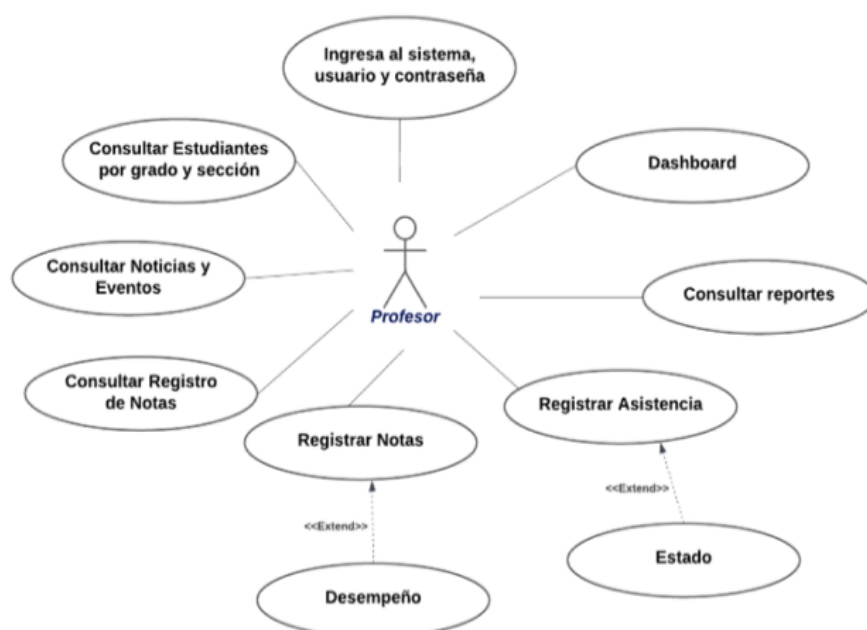 Ingresa al sistema,
usuario y contraseña
Consultar Estudiantes
por grado y sección
Dashboard
Consultar Noticias y
Eventos
Consultar reportes
Profesor
Consultar Registro
de Notas
Registrar Asistencia
Registrar Notas
<<Extend>>
<<Extend>>
Estado
Desempeño